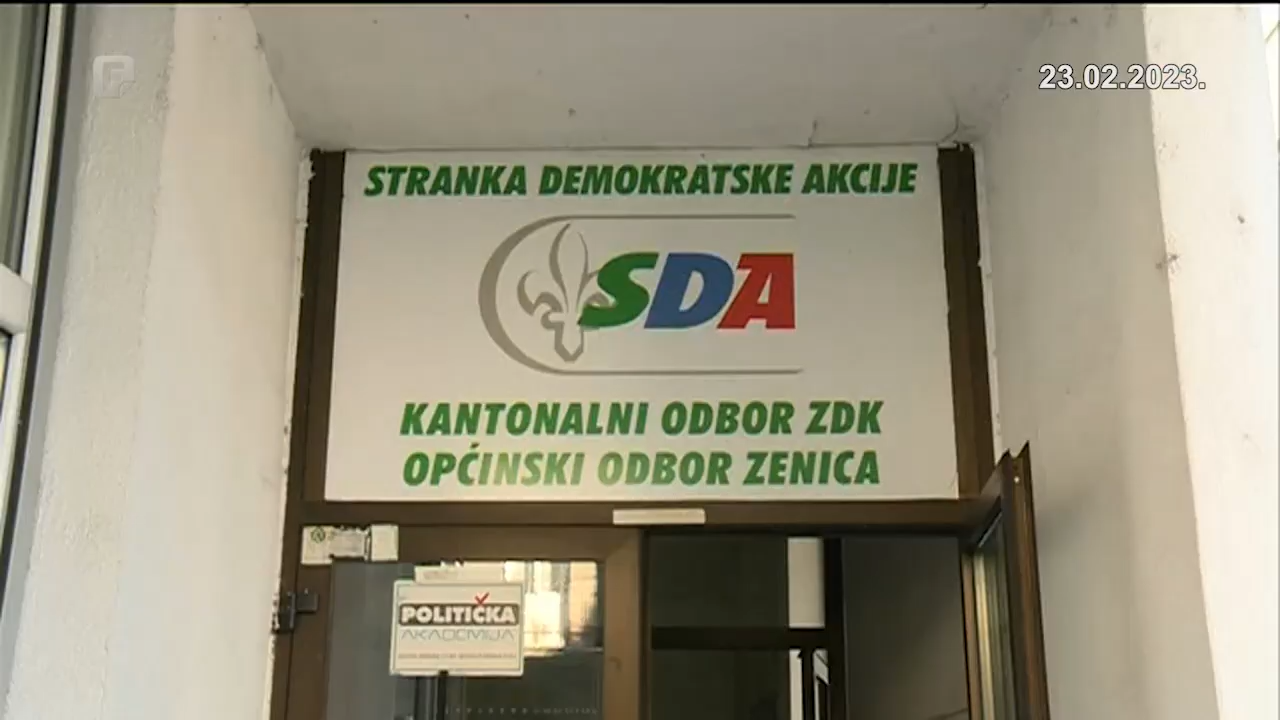 23.02.2023.
STRANKA DEMOKRATSKE AKCIJE
SDA
KANTONALNI ODBOR ZDK
OPĆINSKI ODBOR ZENICA
POLITIČKA
AKADEMIJA